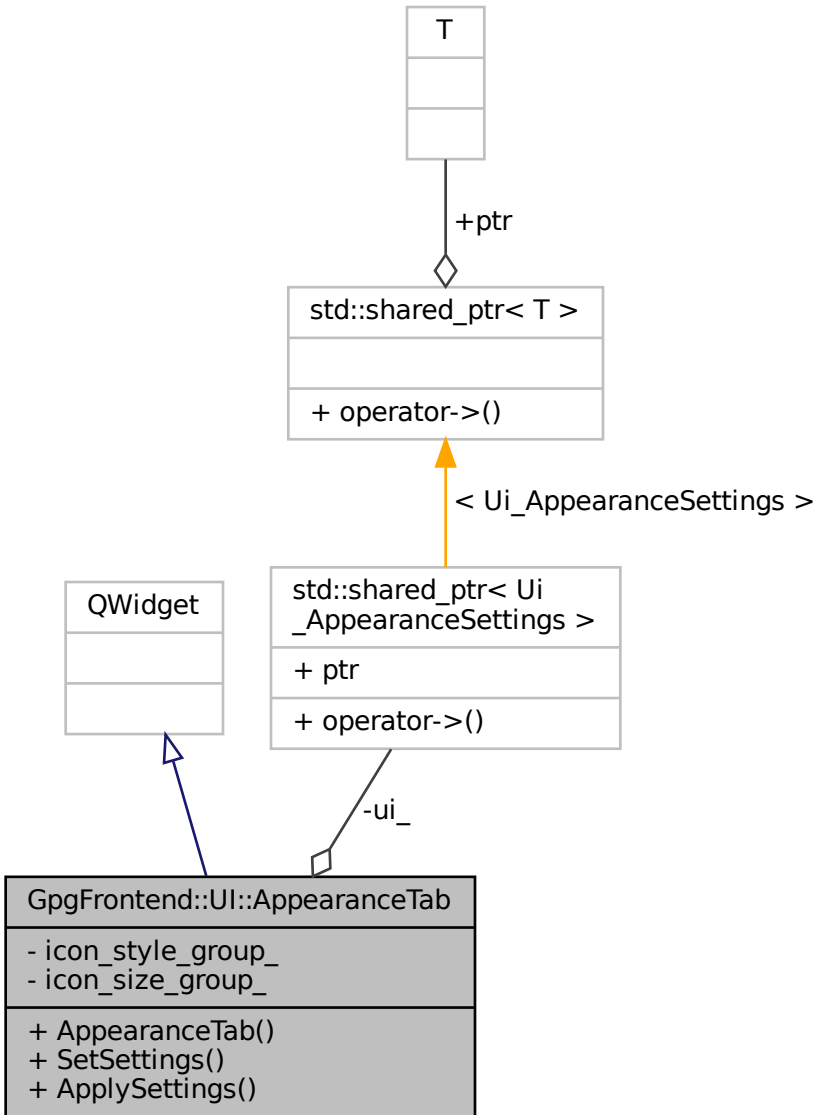 T
+ptr
std::shared_ptr< T >
+ operator->()
< Ui_AppearanceSettings >
QWidget
std::shared_ptr< Ui
_AppearanceSettings >
+ ptr
+ operator->()
-ui_
GpgFrontend::UI::AppearanceTab
- icon_style_group_
- icon_size_group_
+ AppearanceTab()
+ SetSettings()
+ ApplySettings()